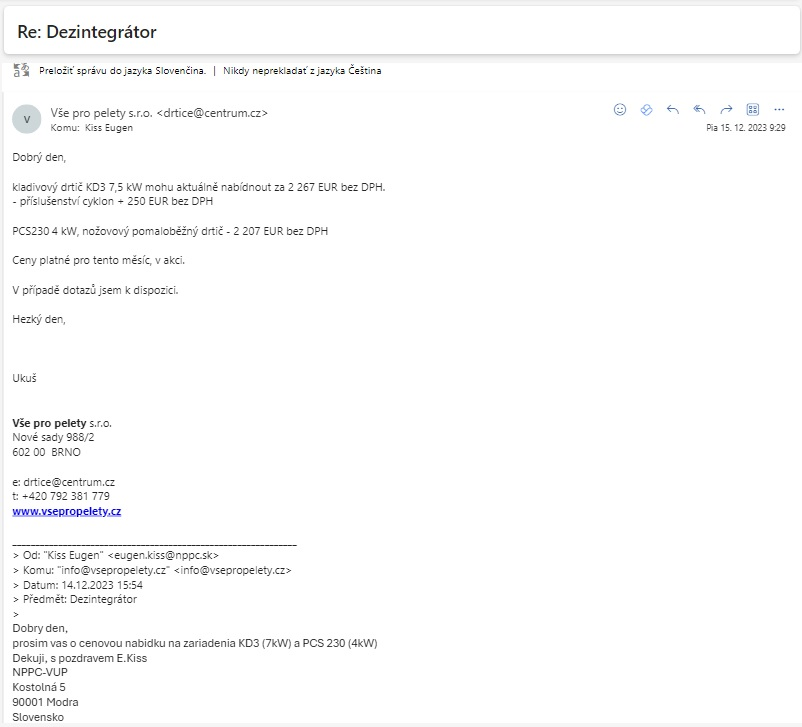 Re: Dezintegrátor
Preložiť správu do jazyka Slovenčina. | Nikdy neprekladať z jazyka Čeština
V
Vše pro pelety s.r.o. <drtice@centrum.cz>
Komu: Kiss Eugen
Pia 15. 12. 2023 9:29
Dobrý den,
kladivový drtič KD3 7,5 kW mohu aktuálně nabídnout za 2 267 EUR bez DPH.
- příslušenství cyklon + 250 EUR bez DPH
PCS230 4 kW, nožovový pomaloběžný drtič - 2 207 EUR bez DPH
Ceny platné pro tento měsíc, v akci.
V případě dotazů jsem k dispozici.
Hezký den,
Ukuš
Vše pro pelety s.r.o.
Nové sady 988/2
602 00 BRNO
e: drtice@centrum.cz
t: +420 792 381 779
www.vsepropelety.cz
______________________________________________________________
> Od: "Kiss Eugen" <eugen.kiss@nppc.sk>
> Komu: "info@vsepropelety.cz" <info@vsepropelety.cz>
> Datum: 14.12.2023 15:54
> Předmět: Dezintegrátor
>
Dobry den,
prosim vas o cenovou nabidku na zariadenia KD3 (7kW) a PCS 230 (4kW)
Dekuji, s pozdravem E.Kiss
NPPC-VUP
Kostolná 5
90001 Modra
Slovensko